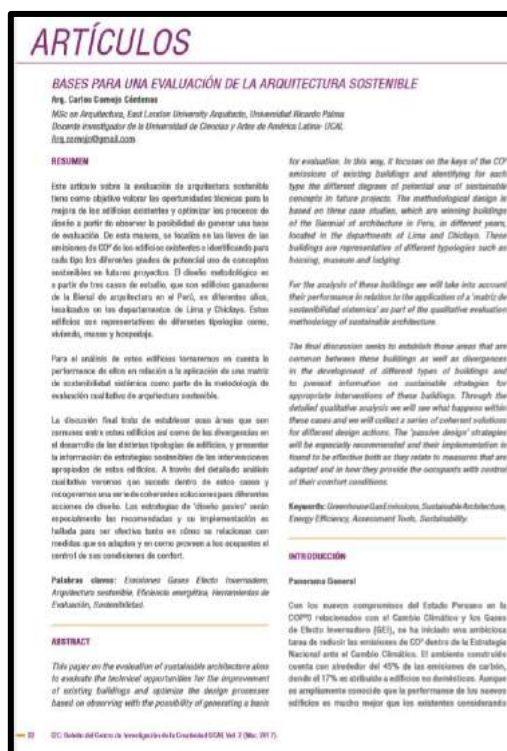 ARTÍCULOS
BASES PARA UNA EVALUACIÓN DE LA ARQUITECTURA SOSTENIBLE
Arq. Carlos Cornejo Cárdenas
MSc en Arquitectura, East London University Arquitecto, Universidad Ricardo Palma
Docente investigador de la Universidad de Ciencias y Artes de América Latina- UCAL
Arq.cornejo@gmail.com
RESUMEN
Este artículo sobre la evaluación de arquitectura sostenible
tiene como objetivo valorar las oportunidades técnicas para la
mejora de los edificios existentes y optimizar los procesos de
diseño a partir de observar la posibilidad de generar una base
de evaluación. De esta manera, se focaliza en las llaves de las
emisiones de CO² de los edificios existentes e identificando para
cada tipo los diferentes grados de potencial uso de conceptos
sostenibles en futuros proyectos. El diseño metodológico es
a partir de tres casos de estudio, que son edificios ganadores
de la Bienal de arquitectura en el Perú, en diferentes años,
localizados en los departamentos de Lima y Chiclayo. Estos
edificios son representativos de diferentes tipologías como,
vivienda, museo y hospedaje.
Para el análisis de estos edificios tomaremos en cuenta la
performance de ellos en relación a la aplicación de una matriz
de sostenibilidad sistémica como parte de la metodología de
evaluación cualitativa de arquitectura sostenible.
La discusión final trata de establecer esas áreas que son
comunes entre estos edificios así como de las divergencias en
el desarrollo de las distintas tipologías de edificios, y presentar
la información de estrategias sostenibles de las intervenciones
apropiadas de estos edificios. A través del detallado análisis
cualitativo veremos que sucede dentro de estos casos y
recogeremos una serie de coherentes soluciones para diferentes
acciones de diseño. Las estrategias de 'diseño pasivo' serán
especialmente las recomendadas y su implementación es
hallada para ser efectiva tanto en cómo se relacionan con
medidas que se adaptan y en como proveen a los ocupantes el
control de sus condiciones de confort.
Palabras claves: Emisiones Gases Efecto Invernadero,
Arquitectura sostenible, Eficiencia energética, Herramientas de
Evaluación, Sostenibilidad.
ABSTRACT
This paper on the evaluation of sustainable architecture aims
to evaluate the technical opportunities for the improvement
of existing buildings and optimize the design processes
based on observing with the possibility of generating a basis
for evaluation. In this way, it focuses on the keys of the CO²
emissions of existing buildings and identifying for each
type the different degrees of potential use of sustainable
concepts in future projects. The methodological design is
based on three case studies, which are winning buildings
of the Biennial of architecture in Peru, in different years,
located in the departments of Lima and Chiclayo. These
buildings are representative of different typologies such as
housing, museum and lodging.
For the analysis of these buildings we will take into account
their performance in relation to the application of a 'matriz de
sostenibilidad sistemica' as part of the qualitative evaluation
methodology of sustainable architecture.
The final discussion seeks to establish those areas that are
common between these buildings as well as divergences
in the development of different types of buildings and
to present information on sustainable strategies for
appropriate interventions of these buildings. Through the
detailed qualitative analysis we will see what happens within
these cases and we will collect a series of coherent solutions
for different design actions. The 'passive design' strategies
will be especially recommended and their implementation is
found to be effective both as they relate to measures that are
adapted and in how they provide the occupants with control
of their comfort conditions.
Keywords: Greenhouse Gas Emissions, Sustainable Architecture,
Energy Efficiency, Assessment Tools, Sustainability.
INTRODUCCIÓN
Panorama General
Con los nuevos compromisos del Estado Peruano en la
relacionados con el Cambio Climático y los Gases
de Efecto Invernadero (GEI), se ha iniciado una ambiciosa
tarea de reducir las emisiones de CO² dentro de la Estrategia
Nacional ante el Cambio Climático. El ambiente construido
cuenta con alrededor del 45% de las emisiones de carbón,
donde el 17% es atribuible a edificios no domésticos. Aunque
es ampliamente conocido que la performance de los nuevos
edificios es mucho mejor que los existentes considerando
Boletín del Centro de Investigación de la Creatividad UCAL Vol. 2 (Mar. 2017).